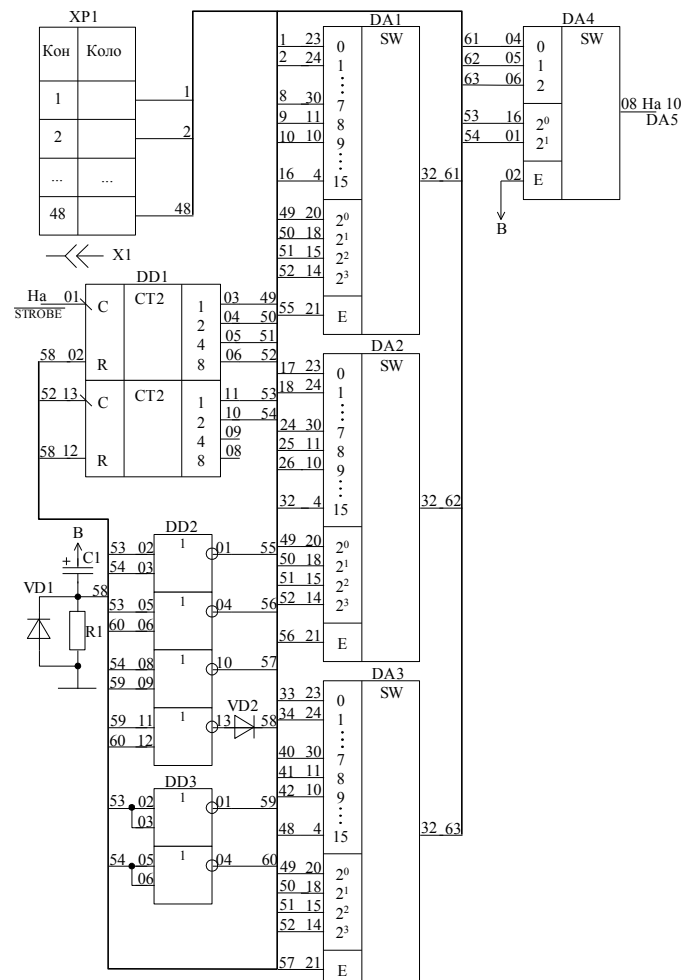 XP1
Кон Коло
1 1
2 2
... ...
48 48
X1
DD1
На 01 C CT2 1 03 49
STROBE 2 04 50
4 05 51
58 02 R 8 06 52
52 13 C CT2 1 11 53
2 10 54
4 09
58 12 R 8 08
DD2
53 02 1 01 55
54 03
53 05 1 04 56
60 06
54 08 1 10 57
59 09
59 11 1 13 VD2 58
60 12
B
+ C1
VD1 58
R1
DD3
53 02 1 01 59
03
54 05 1 04 60
06
DA1
1 23 0 SW
2 24 1
8 30 7
9 11 8
10 10 9
16 4 15 32 61
49 20 2⁰
50 18 2¹
51 15 2²
52 14 2³
55 21 E
DA2
17 23 0 SW
18 24 1
24 30 7
25 11 8
26 10 9
32 4 15 32 62
49 20 2⁰
50 18 2¹
51 15 2²
52 14 2³
56 21 E
DA3
33 23 0 SW
34 24 1
40 30 7
41 11 8
42 10 9
48 4 15 32 63
49 20 2⁰
50 18 2¹
51 15 2²
52 14 2³
57 21 E
DA4
61 04 0 SW
62 05 1
63 06 2
08 На 10
DA5
53 16 2⁰
54 01 2¹
02 E
B